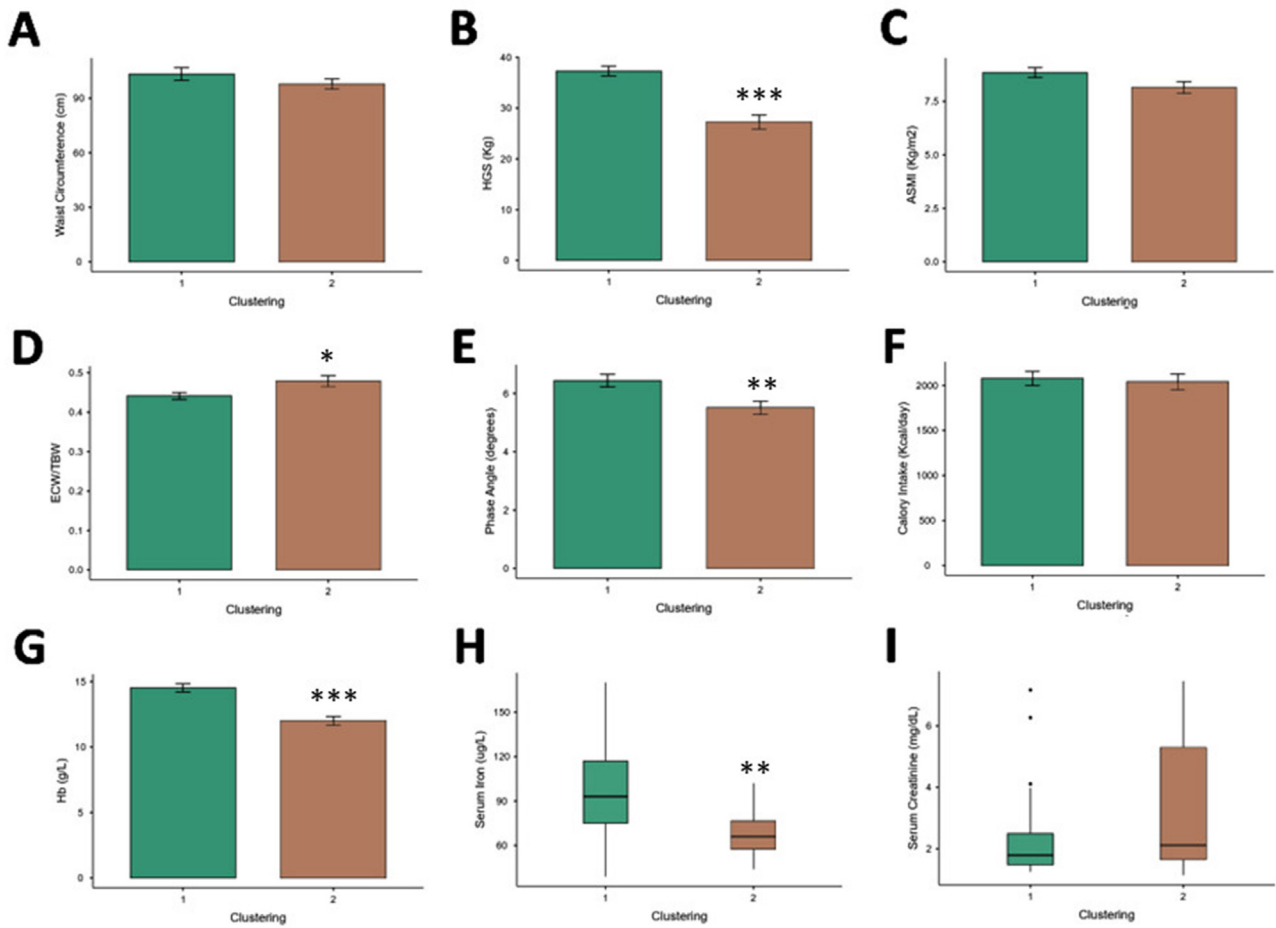 A
Waist Circumference (cm)
90
60
30
0
1 2
Clustering
B
HGS (Kg)
40
30
20
10
0
***
1 2
Clustering
C
ASMI (Kg/m2)
7.5
5.0
2.5
0.0
1 2
Clustering
D
ECW/TBW
0.5
0.4
0.3
0.2
0.1
0.0
*
1 2
Clustering
E
Phase Angle (degrees)
6
4
2
0
**
1 2
Clustering
F
Calory Intake (Kcal/day)
2000
1500
1000
500
0
1 2
Clustering
G
Hb (g/L)
15
10
5
0
***
1 2
Clustering
H
Serum Iron (ug/L)
150
120
90
60
**
1 2
Clustering
I
Serum Creatinine (mg/dL)
6
4
2
1 2
Clustering